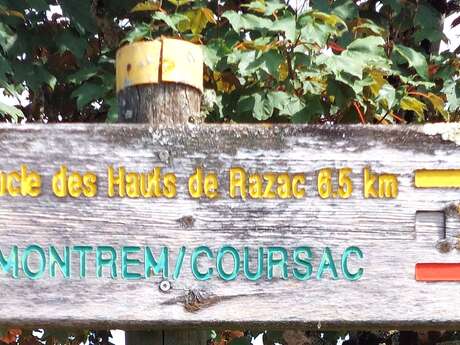 ucle des Hauts de Razac 6.5 km
MONTREM/COURSAC